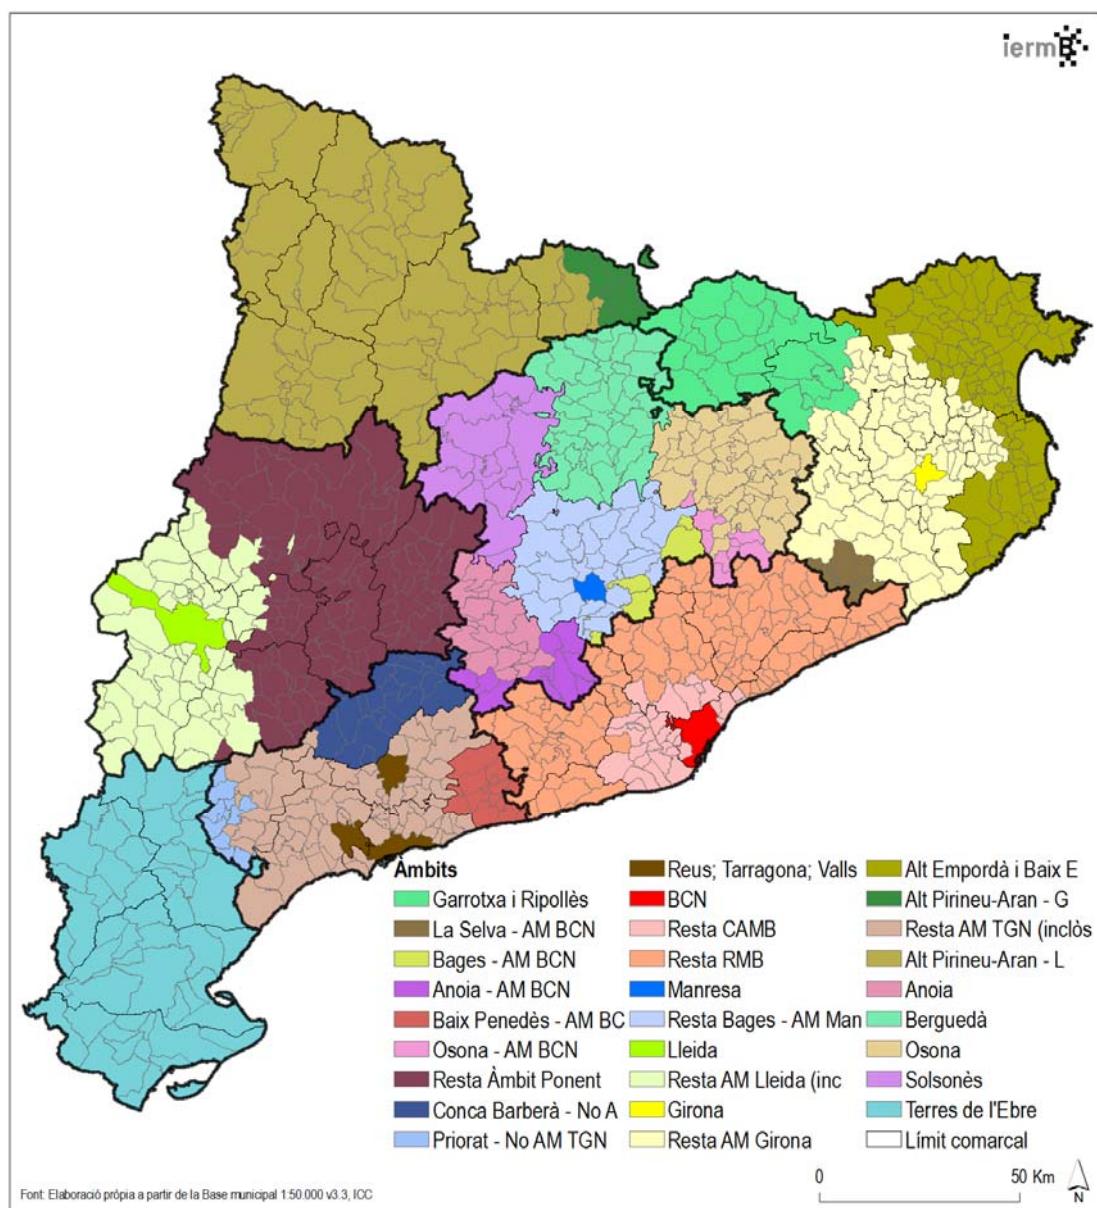 iermB
Àmbits
Garrotxa i Ripollès
La Selva - AM BCN
Bages - AM BCN
Anoia - AM BCN
Baix Penedès - AM BC
Osona - AM BCN
Resta Àmbit Ponent
Conca Barberà - No A
Priorat - No AM TGN
Reus; Tarragona; Valls
BCN
Resta CAMB
Resta RMB
Manresa
Resta Bages - AM Man
Lleida
Resta AM Lleida (inc
Girona
Resta AM Girona
Alt Empordà i Baix E
Alt Pirineu-Aran - G
Resta AM TGN (inclòs
Alt Pirineu-Aran - L
Anoia
Berguedà
Osona
Solsonès
Terres de l'Ebre
Límit comarcal
0 50 Km
N
Font: Elaboració pròpia a partir de la Base municipal 1:50.000 v3.3, ICC